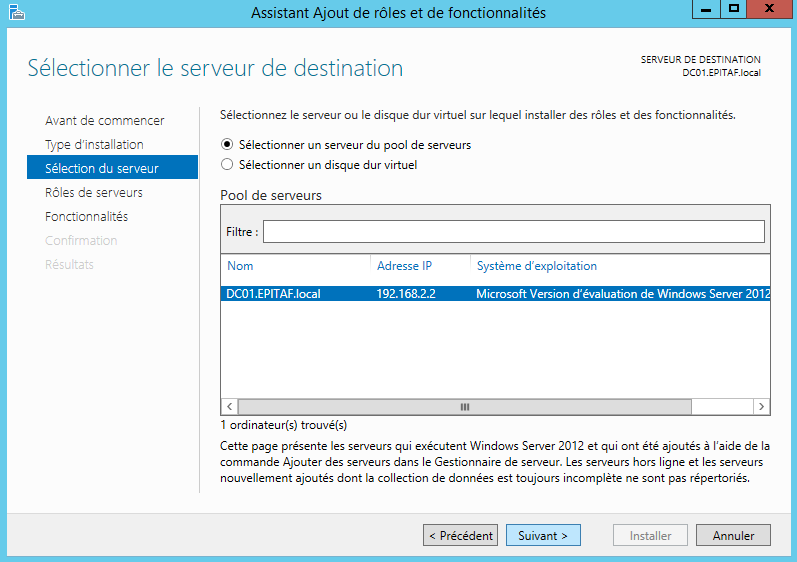 Assistant Ajout de rôles et de fonctionnalités
Sélectionner le serveur de destination
SERVEUR DE DESTINATION
DC01.EPITAF.local
Avant de commencer
Type d'installation
Sélection du serveur
Rôles de serveurs
Fonctionnalités
Confirmation
Résultats
Sélectionnez le serveur ou le disque dur virtuel sur lequel installer des rôles et des fonctionnalités.
Sélectionner un serveur du pool de serveurs
Sélectionner un disque dur virtuel
Pool de serveurs
Filtre :
Nom Adresse IP Système d'exploitation
DC01.EPITAF.local 192.168.2.2 Microsoft Version d'évaluation de Windows Server 2012
1 ordinateur(s) trouvé(s)
Cette page présente les serveurs qui exécutent Windows Server 2012 et qui ont été ajoutés à l'aide de la
commande Ajouter des serveurs dans le Gestionnaire de serveur. Les serveurs hors ligne et les serveurs
nouvellement ajoutés dont la collection de données est toujours incomplète ne sont pas répertoriés.
< Précédent Suivant > Installer Annuler